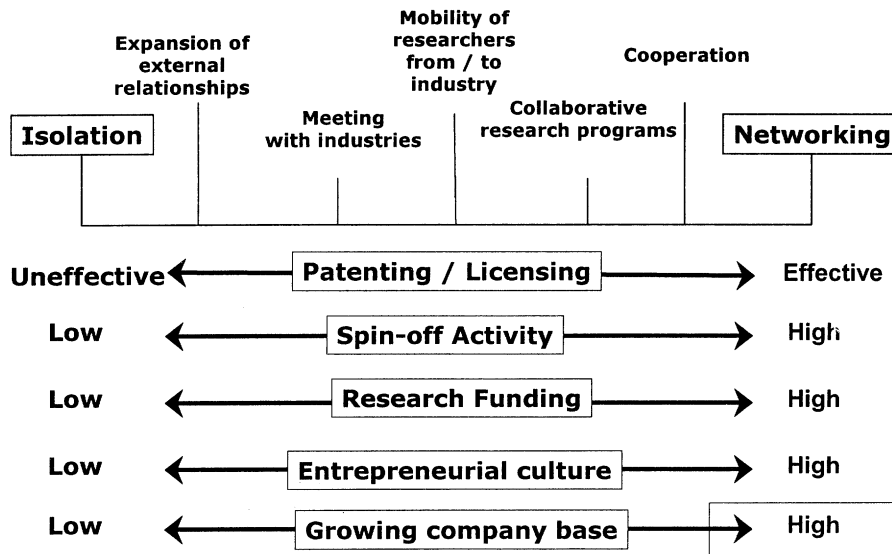 Expansion of
external
relationships
Meeting
with industries
Mobility of
researchers
from / to
industry
Collaborative
research programs
Cooperation
Isolation
Networking
Uneffective
Patenting / Licensing
Effective
Low
Spin-off Activity
High
Low
Research Funding
High
Low
Entrepreneurial culture
High
Low
Growing company base
High